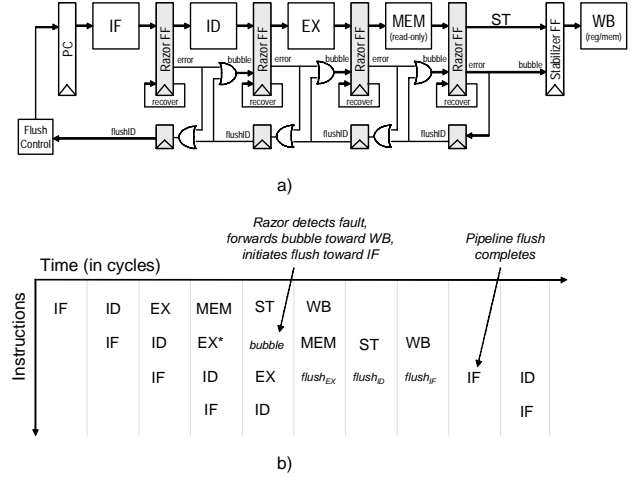 PC
IF
Razor FF
ID
Razor FF
EX
Razor FF
MEM
(read-only)
Razor FF
ST
Stabilizer FF
WB
(reg/mem)
error
bubble
error
bubble
error
bubble
error
bubble
recover
recover
recover
recover
Flush
Control
flushID
flushID
flushID
flushID
a)
Razor detects fault,
forwards bubble toward WB,
initiates flush toward IF
Pipeline flush
completes
Time (in cycles)
Instructions
IF ID EX MEM ST WB
IF ID EX* bubble MEM ST WB
IF ID EX flushEX flushID flushIF IF ID
IF ID IF
b)